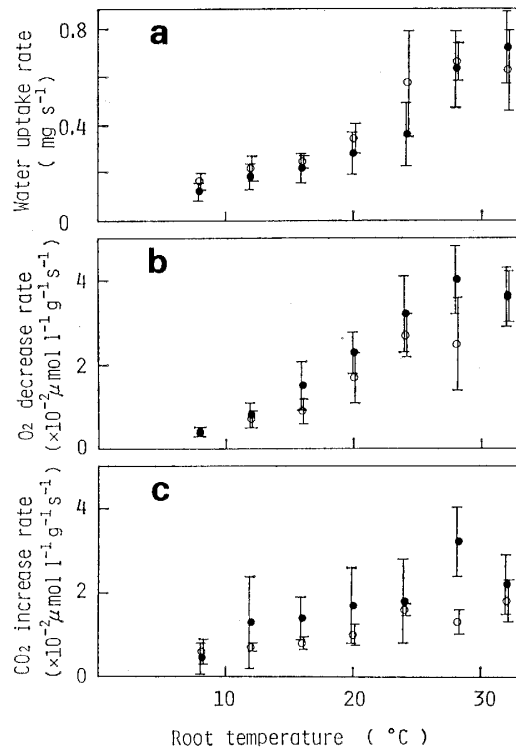 a
0.8
0.4
0
Water uptake rate
( mg s⁻¹ )
b
4
2
0
O₂ decrease rate
(×10⁻²μmol l⁻¹g⁻¹s⁻¹)
c
4
2
0
CO₂ increase rate
(×10⁻²μmol l⁻¹g⁻¹s⁻¹)
10 20 30
Root temperature ( °C )